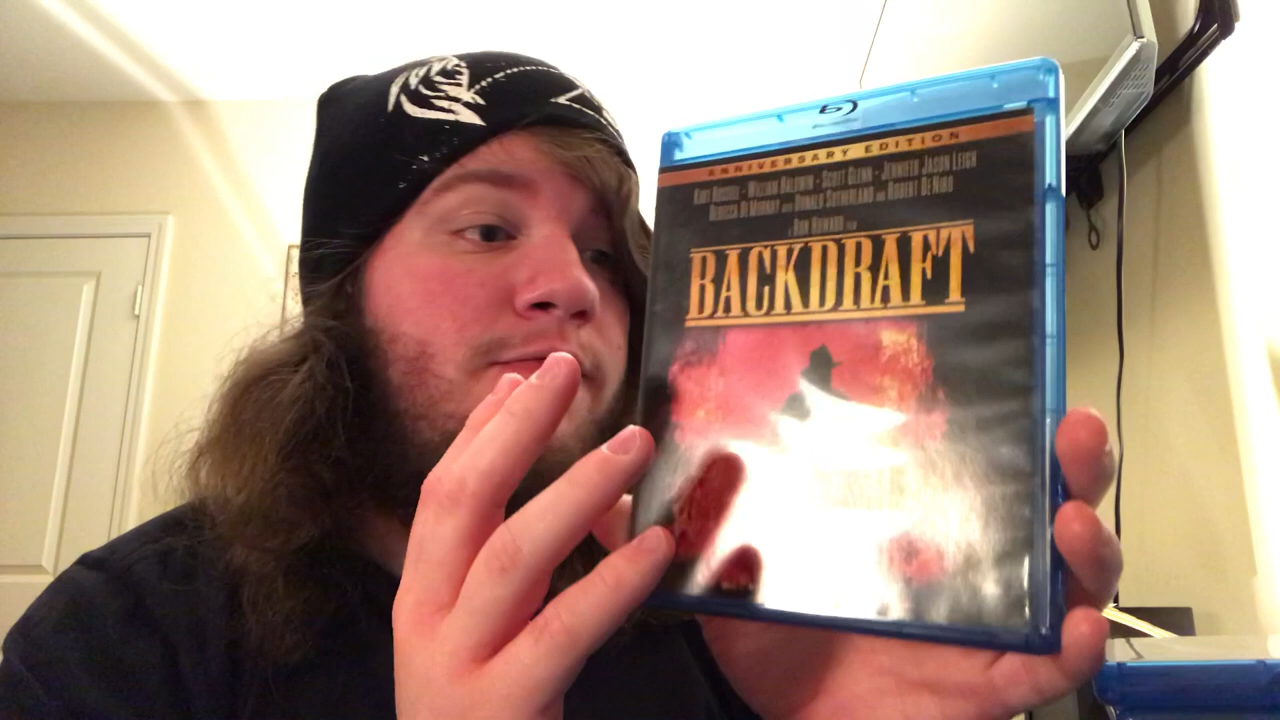 ANNIVERSARY EDITION
KURT RUSSELL · WILLIAM BALDWIN · SCOTT GLENN · JENNIFER JASON LEIGH
REBECCA DE MORNAY AND DONALD SUTHERLAND AND ROBERT DE NIRO
A RON HOWARD FILM
BACKDRAFT